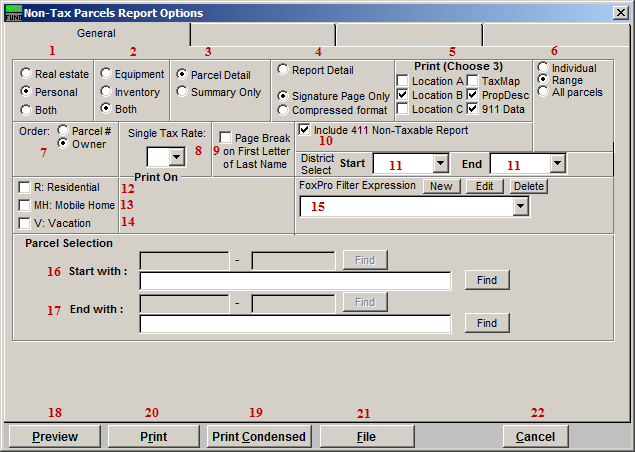 FUND
Non-Tax Parcels Report Options
General
1 2 3 4 5 6
Real estate
Personal
Both
Equipment
Inventory
Both
Parcel Detail
Summary Only
Report Detail
Signature Page Only
Compressed format
Print (Choose 3)
Location A TaxMap
Location B PropDesc
Location C 911 Data
Individual
Range
All parcels
Order: Parcel #
Owner
7
Single Tax Rate:
8
9 Page Break
on First Letter
of Last Name
Include 411 Non-Taxable Report
10
District
Select Start 11 End 11
Print On
R: Residential 12
MH: Mobile Home 13
V: Vacation 14
FoxPro Filter Expression New Edit Delete
15
Parcel Selection
- Find
16 Start with : Find
- Find
17 End with : Find
18 20 19 21 22
Preview Print Print Condensed File Cancel